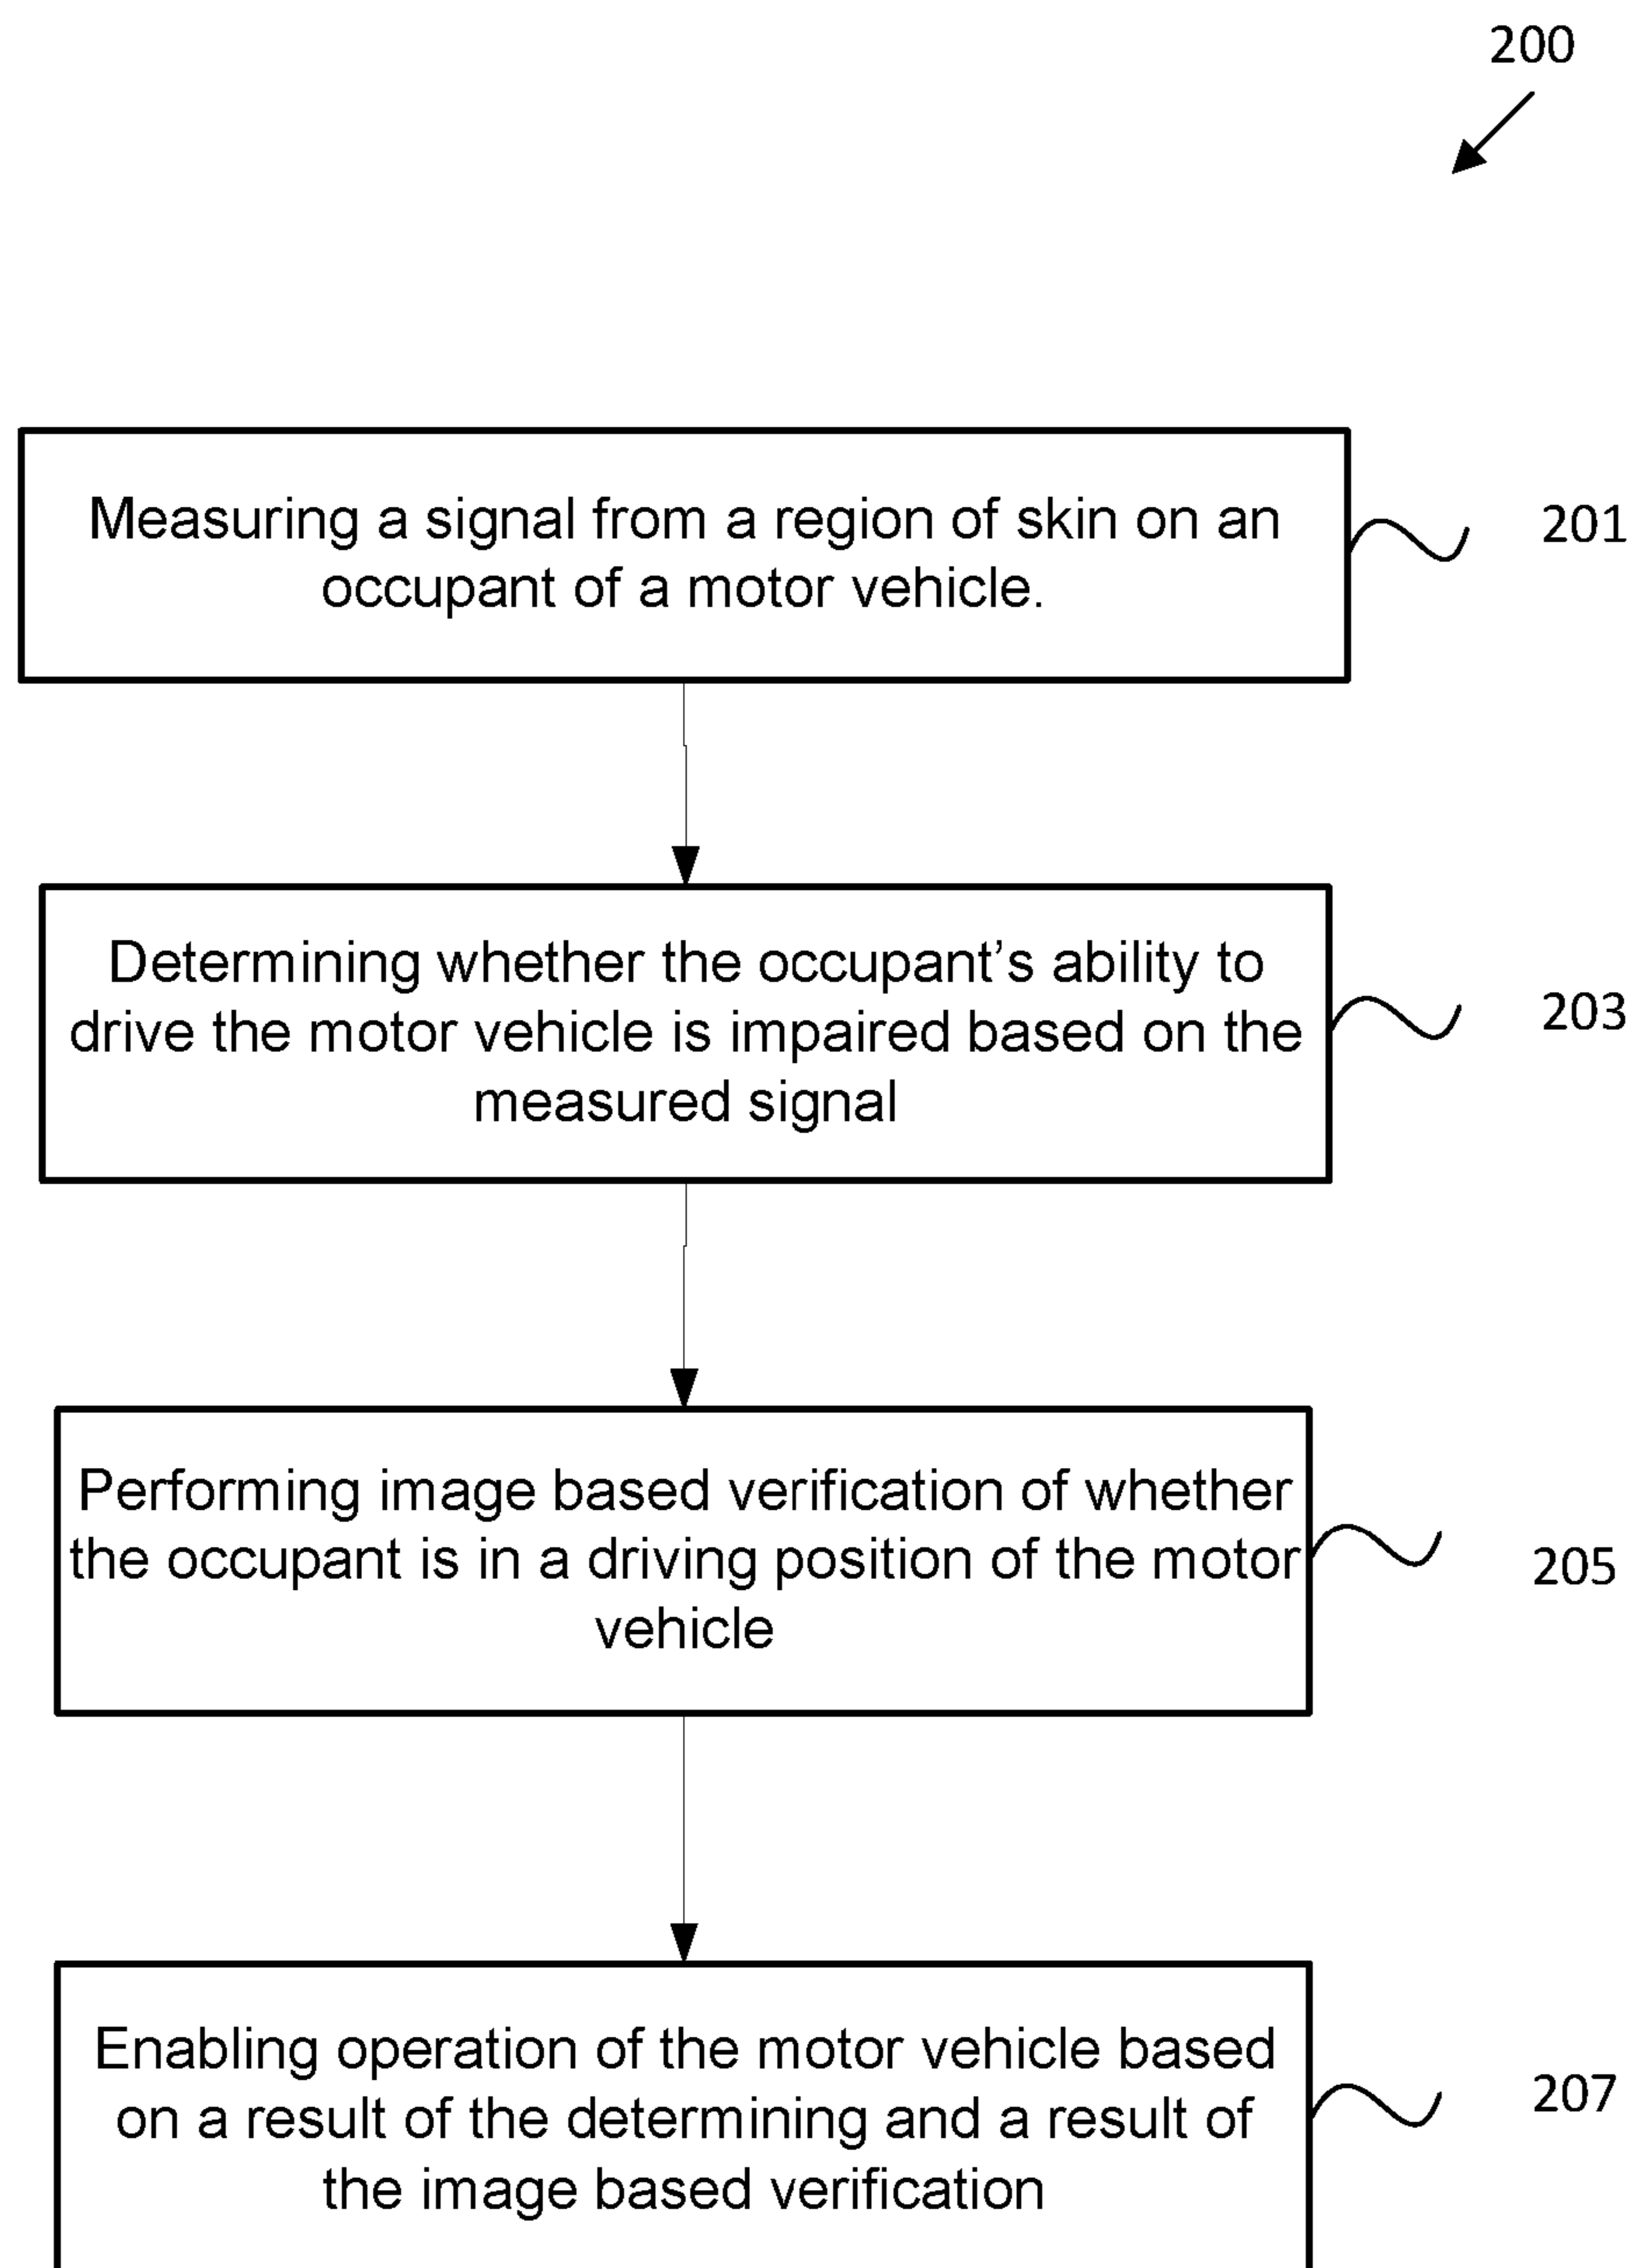 200
Measuring a signal from a region of skin on an
occupant of a motor vehicle.
201
Determining whether the occupant's ability to
drive the motor vehicle is impaired based on the
measured signal
203
Performing image based verification of whether
the occupant is in a driving position of the motor
vehicle
205
Enabling operation of the motor vehicle based
on a result of the determining and a result of
the image based verification
207